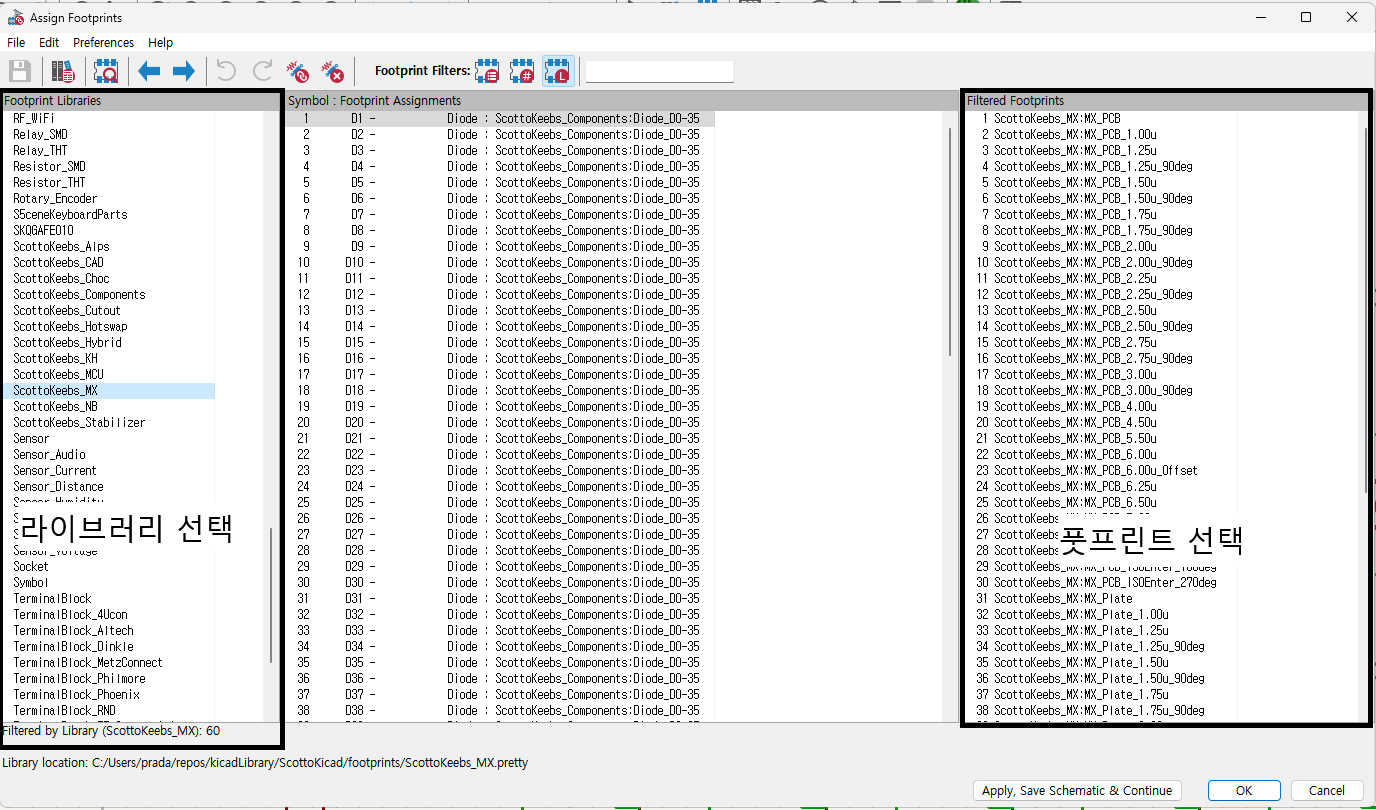 Assign Footprints
File Edit Preferences Help
Footprint Filters:
Footprint Libraries
RF_WiFi
Relay_SMD
Relay_THT
Resistor_SMD
Resistor_THT
Rotary_Encoder
S5ceneKeyboardParts
SKQGAFE010
ScottoKeebs_Alps
ScottoKeebs_CAD
ScottoKeebs_Choc
ScottoKeebs_Components
ScottoKeebs_Cutout
ScottoKeebs_Hotswap
ScottoKeebs_Hybrid
ScottoKeebs_KH
ScottoKeebs_MCU
ScottoKeebs_MX
ScottoKeebs_NB
ScottoKeebs_Stabilizer
Sensor
Sensor_Audio
Sensor_Current
Sensor_Distance
Sensor_Humidity
라이브러리 선택
Sensor_Voltage
Socket
Symbol
TerminalBlock
TerminalBlock_4Ucon
TerminalBlock_Altech
TerminalBlock_Dinkle
TerminalBlock_MetzConnect
TerminalBlock_Philmore
TerminalBlock_Phoenix
TerminalBlock_RND
Filtered by Library (ScottoKeebs_MX): 60
Symbol : Footprint Assignments
1 D1 - Diode : ScottoKeebs_Components:Diode_DO-35
2 D2 - Diode : ScottoKeebs_Components:Diode_DO-35
3 D3 - Diode : ScottoKeebs_Components:Diode_DO-35
4 D4 - Diode : ScottoKeebs_Components:Diode_DO-35
5 D5 - Diode : ScottoKeebs_Components:Diode_DO-35
6 D6 - Diode : ScottoKeebs_Components:Diode_DO-35
7 D7 - Diode : ScottoKeebs_Components:Diode_DO-35
8 D8 - Diode : ScottoKeebs_Components:Diode_DO-35
9 D9 - Diode : ScottoKeebs_Components:Diode_DO-35
10 D10 - Diode : ScottoKeebs_Components:Diode_DO-35
11 D11 - Diode : ScottoKeebs_Components:Diode_DO-35
12 D12 - Diode : ScottoKeebs_Components:Diode_DO-35
13 D13 - Diode : ScottoKeebs_Components:Diode_DO-35
14 D14 - Diode : ScottoKeebs_Components:Diode_DO-35
15 D15 - Diode : ScottoKeebs_Components:Diode_DO-35
16 D16 - Diode : ScottoKeebs_Components:Diode_DO-35
17 D17 - Diode : ScottoKeebs_Components:Diode_DO-35
18 D18 - Diode : ScottoKeebs_Components:Diode_DO-35
19 D19 - Diode : ScottoKeebs_Components:Diode_DO-35
20 D20 - Diode : ScottoKeebs_Components:Diode_DO-35
21 D21 - Diode : ScottoKeebs_Components:Diode_DO-35
22 D22 - Diode : ScottoKeebs_Components:Diode_DO-35
23 D23 - Diode : ScottoKeebs_Components:Diode_DO-35
24 D24 - Diode : ScottoKeebs_Components:Diode_DO-35
25 D25 - Diode : ScottoKeebs_Components:Diode_DO-35
26 D26 - Diode : ScottoKeebs_Components:Diode_DO-35
27 D27 - Diode : ScottoKeebs_Components:Diode_DO-35
28 D28 - Diode : ScottoKeebs_Components:Diode_DO-35
29 D29 - Diode : ScottoKeebs_Components:Diode_DO-35
30 D30 - Diode : ScottoKeebs_Components:Diode_DO-35
31 D31 - Diode : ScottoKeebs_Components:Diode_DO-35
32 D32 - Diode : ScottoKeebs_Components:Diode_DO-35
33 D33 - Diode : ScottoKeebs_Components:Diode_DO-35
34 D34 - Diode : ScottoKeebs_Components:Diode_DO-35
35 D35 - Diode : ScottoKeebs_Components:Diode_DO-35
36 D36 - Diode : ScottoKeebs_Components:Diode_DO-35
37 D37 - Diode : ScottoKeebs_Components:Diode_DO-35
38 D38 - Diode : ScottoKeebs_Components:Diode_DO-35
Filtered Footprints
1 ScottoKeebs_MX:MX_PCB
2 ScottoKeebs_MX:MX_PCB_1.00u
3 ScottoKeebs_MX:MX_PCB_1.25u
4 ScottoKeebs_MX:MX_PCB_1.25u_90deg
5 ScottoKeebs_MX:MX_PCB_1.50u
6 ScottoKeebs_MX:MX_PCB_1.50u_90deg
7 ScottoKeebs_MX:MX_PCB_1.75u
8 ScottoKeebs_MX:MX_PCB_1.75u_90deg
9 ScottoKeebs_MX:MX_PCB_2.00u
10 ScottoKeebs_MX:MX_PCB_2.00u_90deg
11 ScottoKeebs_MX:MX_PCB_2.25u
12 ScottoKeebs_MX:MX_PCB_2.25u_90deg
13 ScottoKeebs_MX:MX_PCB_2.50u
14 ScottoKeebs_MX:MX_PCB_2.50u_90deg
15 ScottoKeebs_MX:MX_PCB_2.75u
16 ScottoKeebs_MX:MX_PCB_2.75u_90deg
17 ScottoKeebs_MX:MX_PCB_3.00u
18 ScottoKeebs_MX:MX_PCB_3.00u_90deg
19 ScottoKeebs_MX:MX_PCB_4.00u
20 ScottoKeebs_MX:MX_PCB_4.50u
21 ScottoKeebs_MX:MX_PCB_5.50u
22 ScottoKeebs_MX:MX_PCB_6.00u
23 ScottoKeebs_MX:MX_PCB_6.00u_Offset
24 ScottoKeebs_MX:MX_PCB_6.25u
25 ScottoKeebs_MX:MX_PCB_6.50u
26 ScottoKeebs
27 ScottoKeebs
28 ScottoKeebs
풋프린트 선택
29 ScottoKeebs_MX:MX_PCB_ISOEnter_180deg
30 ScottoKeebs_MX:MX_PCB_ISOEnter_270deg
31 ScottoKeebs_MX:MX_Plate
32 ScottoKeebs_MX:MX_Plate_1.00u
33 ScottoKeebs_MX:MX_Plate_1.25u
34 ScottoKeebs_MX:MX_Plate_1.25u_90deg
35 ScottoKeebs_MX:MX_Plate_1.50u
36 ScottoKeebs_MX:MX_Plate_1.50u_90deg
37 ScottoKeebs_MX:MX_Plate_1.75u
38 ScottoKeebs_MX:MX_Plate_1.75u_90deg
Library location: C:/Users/prada/repos/kicadLibrary/ScottoKicad/footprints/ScottoKeebs_MX.pretty
Apply, Save Schematic & Continue OK Cancel